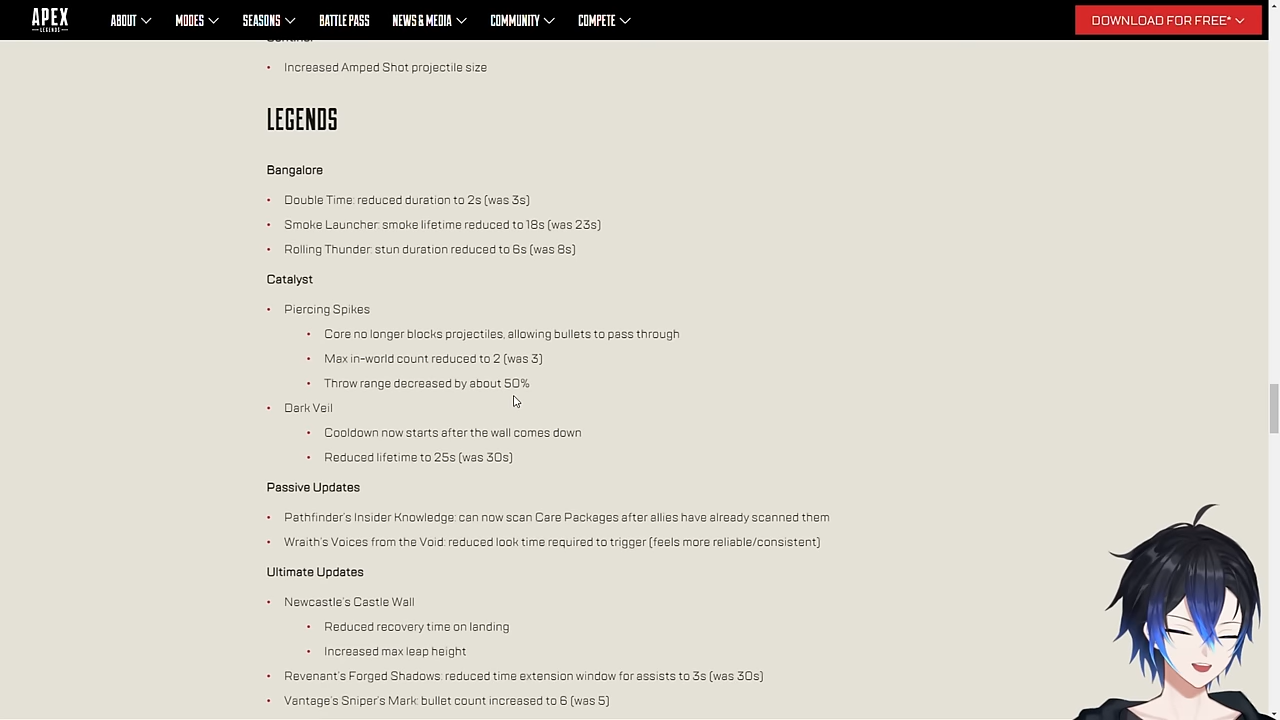 APEX
LEGENDS
ABOUT
MODES
SEASONS
BATTLE PASS
NEWS & MEDIA
COMMUNITY
COMPETE
DOWNLOAD FOR FREE*
• Increased Amped Shot projectile size
LEGENDS
Bangalore
• Double Time: reduced duration to 2s (was 3s)
• Smoke Launcher: smoke lifetime reduced to 18s (was 23s)
• Rolling Thunder: stun duration reduced to 6s (was 8s)
Catalyst
• Piercing Spikes
• Core no longer blocks projectiles, allowing bullets to pass through
• Max in-world count reduced to 2 (was 3)
• Throw range decreased by about 50%
• Dark Veil
• Cooldown now starts after the wall comes down
• Reduced lifetime to 25s (was 30s)
Passive Updates
• Pathfinder's Insider Knowledge: can now scan Care Packages after allies have already scanned them
• Wraith's Voices from the Void: reduced look time required to trigger (feels more reliable/consistent)
Ultimate Updates
• Newcastle's Castle Wall
• Reduced recovery time on landing
• Increased max leap height
• Revenant's Forged Shadows: reduced time extension window for assists to 3s (was 30s)
• Vantage's Sniper's Mark: bullet count increased to 6 (was 5)